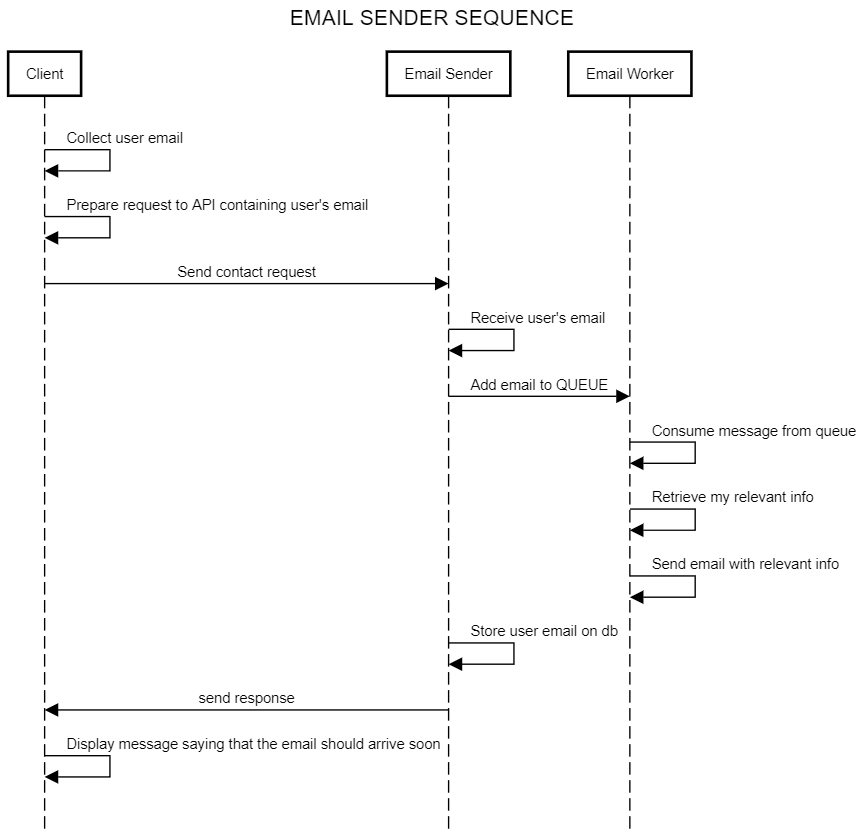 EMAIL SENDER SEQUENCE
Client
Email Sender
Email Worker
Collect user email
Prepare request to API containing user's email
Send contact request
Receive user's email
Add email to QUEUE
Consume message from queue
Retrieve my relevant info
Send email with relevant info
Store user email on db
send response
Display message saying that the email should arrive soon